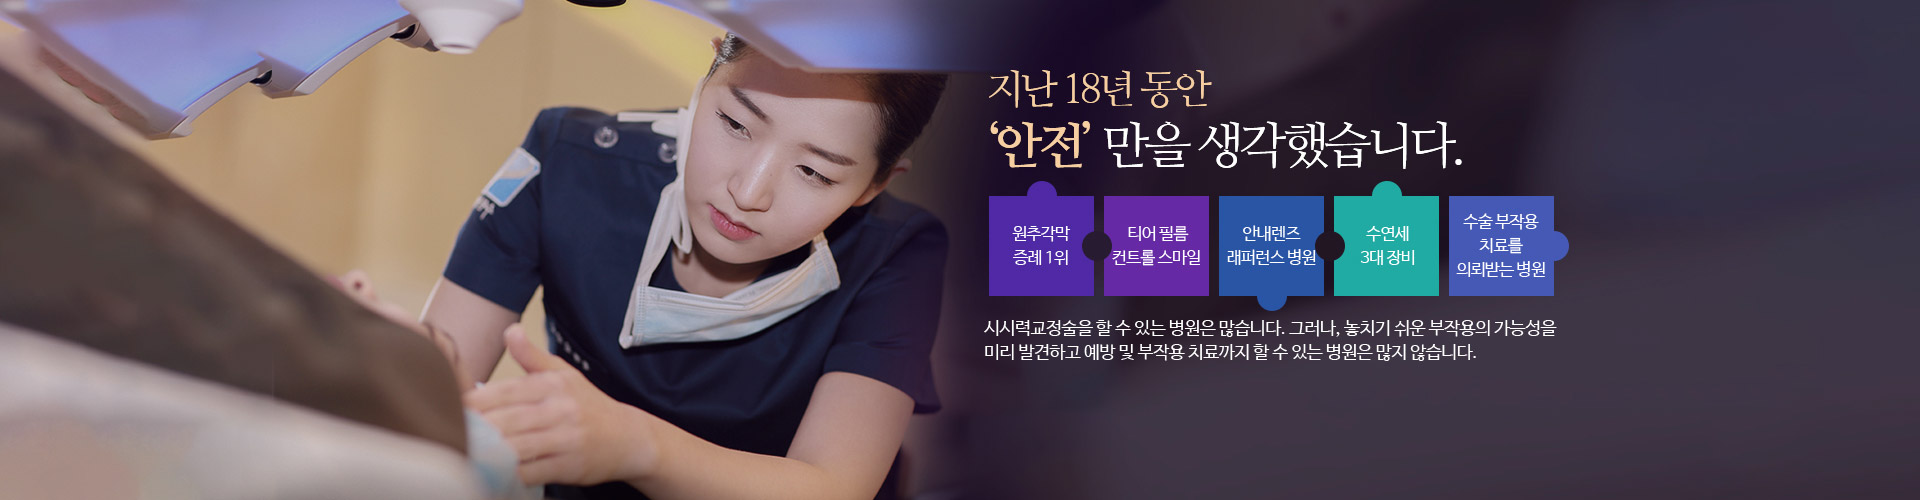 지난 18년 동안
‘안전’ 만을 생각했습니다.
원추각막
증례 1위
티어 필름
컨트롤 스마일
안내렌즈
래퍼런스 병원
수연세
3대 장비
수술 부작용
치료를
의뢰받는 병원
시시력교정술을 할 수 있는 병원은 많습니다. 그러나, 놓치기 쉬운 부작용의 가능성을
미리 발견하고 예방 및 부작용 치료까지 할 수 있는 병원은 많지 않습니다.